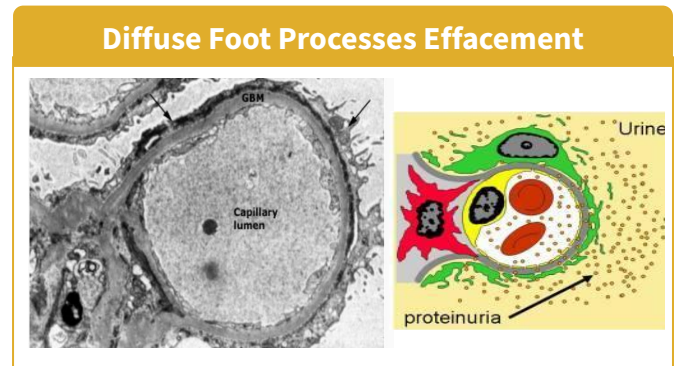 Diffuse Foot Processes Effacement
GBM
Capillary
lumen
Urine
proteinuria